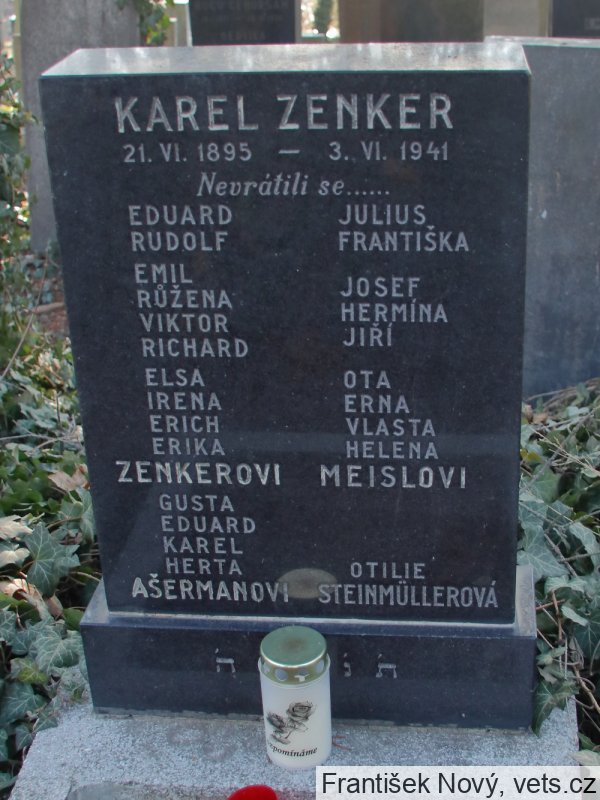 KAREL ZENKER
21. VI. 1895 — 3. VI. 1941
Nevrátili se......
EDUARD JULIUS
RUDOLF FRANTIŠKA
EMIL
RŮŽENA JOSEF
VIKTOR HERMÍNA
RICHARD JIŘÍ
ELSA OTA
IRENA ERNA
ERICH VLASTA
ERIKA HELENA
ZENKEROVI MEISLOVI
GUSTA
EDUARD
KAREL
HERTA OTILIE
AŠERMANOVI STEINMÜLLEROVÁ
František Nový, vets.cz